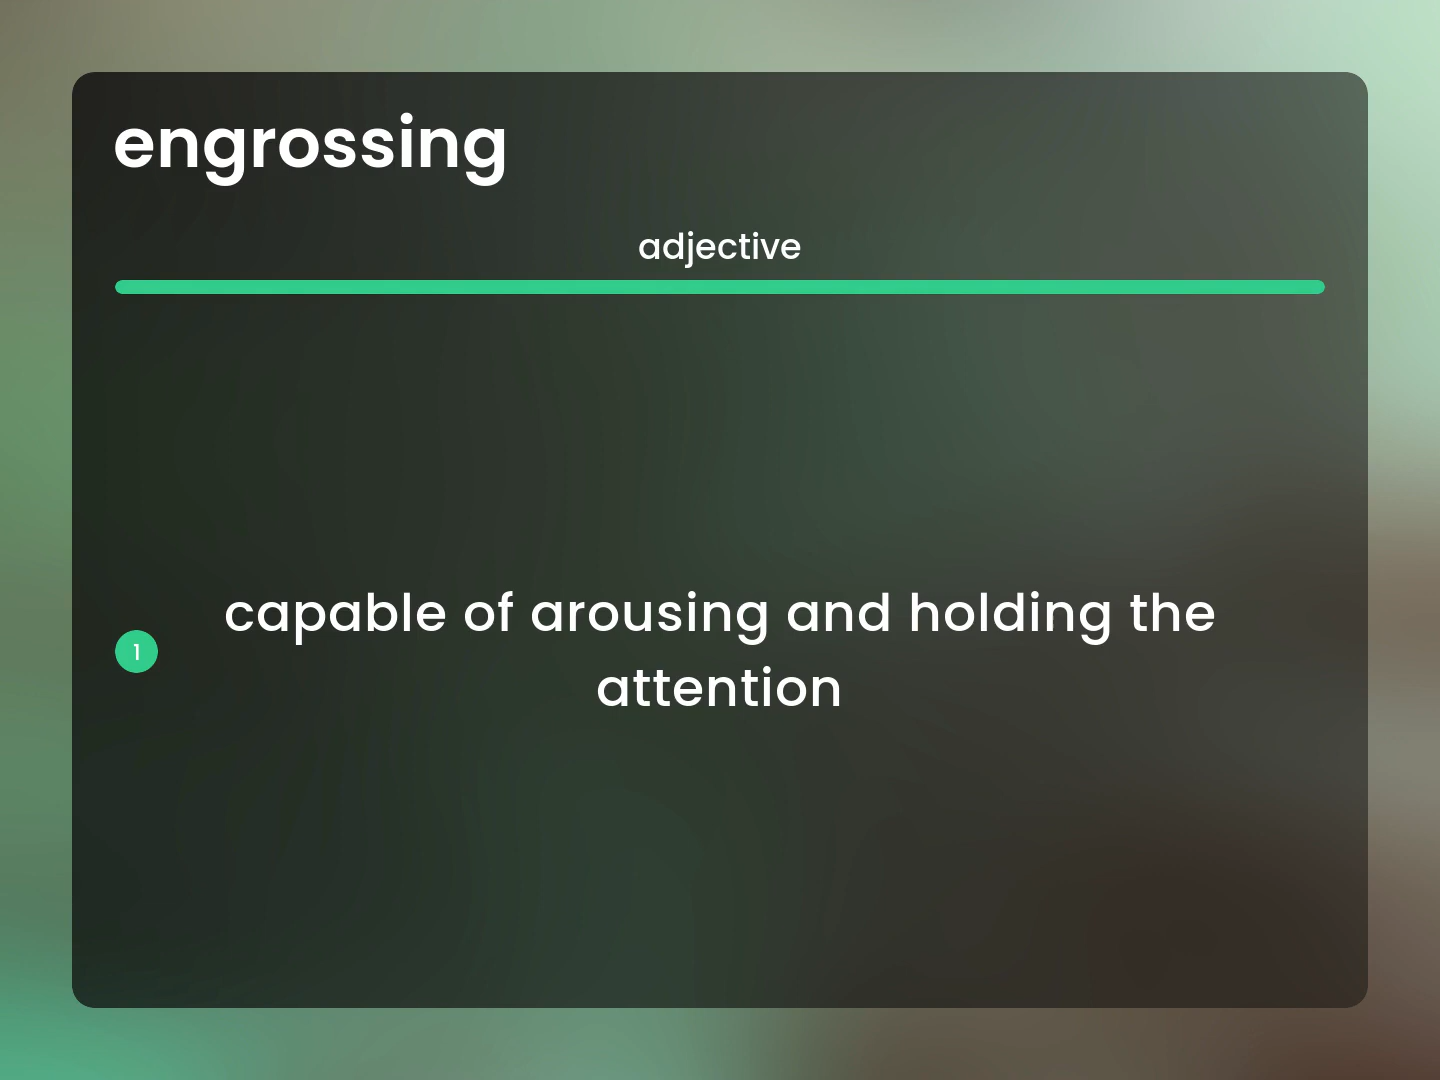 engrossing
adjective
1
capable of arousing and holding the
attention